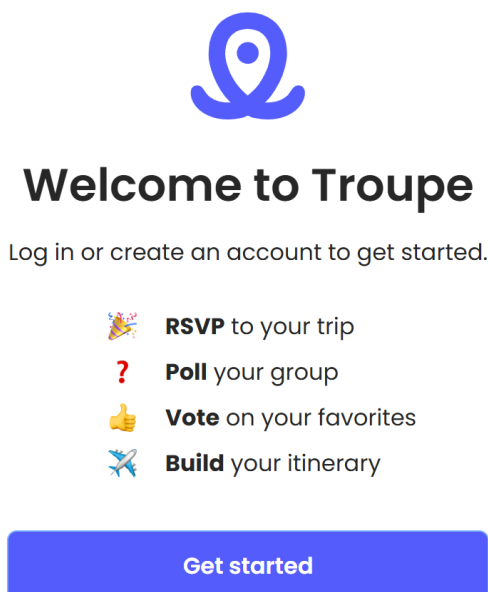 Welcome to Troupe
Log in or create an account to get started.
RSVP to your trip
Poll your group
Vote on your favorites
Build your itinerary
Get started